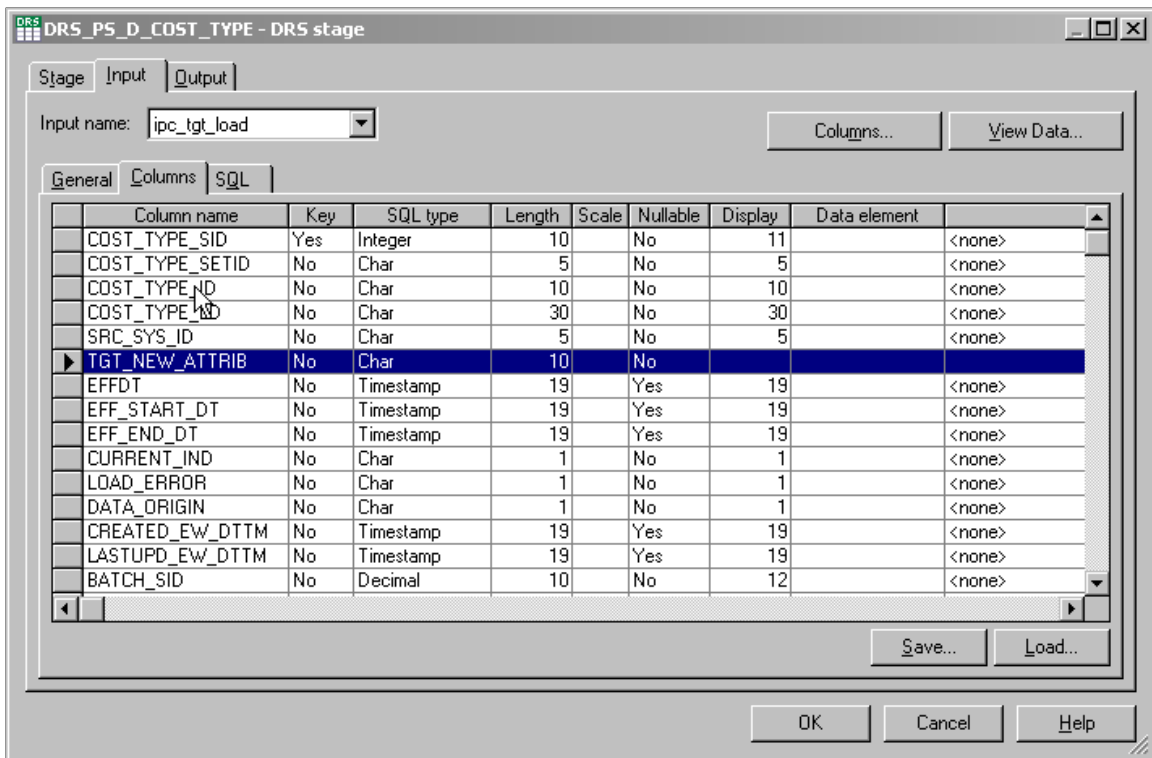 DRS DRS_PS_D_COST_TYPE - DRS stage
Stage Input Output
Input name: ipc_tgt_load Columns... View Data...
General Columns SQL
Column name Key SQL type Length Scale Nullable Display Data element
COST_TYPE_SID Yes Integer 10 No 11 <none>
COST_TYPE_SETID No Char 5 No 5 <none>
COST_TYPE_ID No Char 10 No 10 <none>
No Char 30 No 30 <none>
SRC_SYS_ID No Char 5 No 5 <none>
TGT_NEW_ATTRIB No Char 10 No
EFFDT No Timestamp 19 Yes 19 <none>
EFF_START_DT No Timestamp 19 Yes 19 <none>
EFF_END_DT No Timestamp 19 Yes 19 <none>
CURRENT_IND No Char 1 No 1 <none>
LOAD_ERROR No Char 1 No 1 <none>
DATA_ORIGIN No Char 1 No 1 <none>
CREATED_EW_DTTM No Timestamp 19 Yes 19 <none>
LASTUPD_EW_DTTM No Timestamp 19 Yes 19 <none>
BATCH_SID No Decimal 10 No 12 <none>
Save... Load...
OK Cancel Help